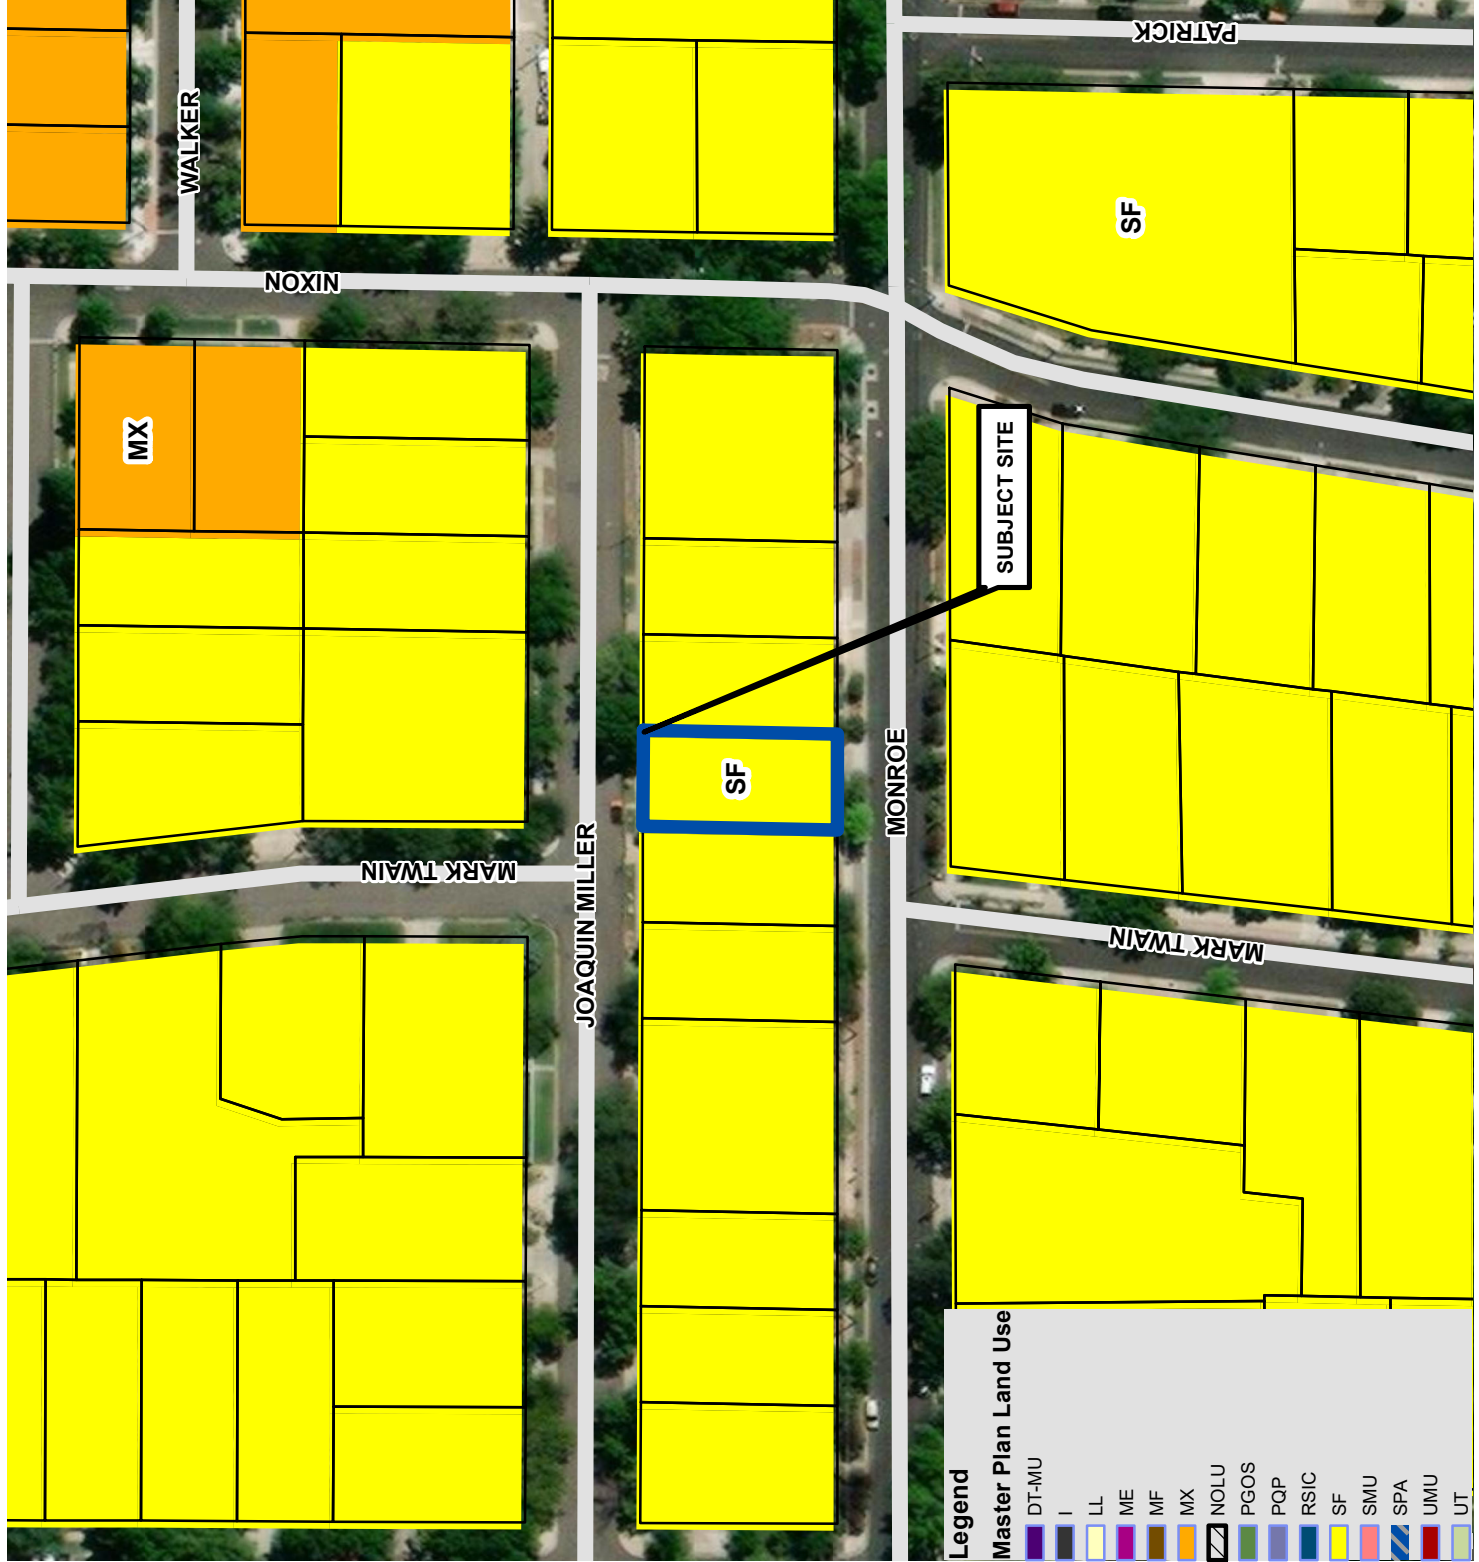 PATRICK
WALKER
NIXON
SF
MX
SUBJECT SITE
SF
MONROE
MARK TWAIN
JOAQUIN MILLER
MARK TWAIN
Legend
Master Plan Land Use
DT-MU
I
LL
ME
MF
MX
NOLU
PGOS
PQP
RSIC
SF
SMU
SPA
UMU
UT